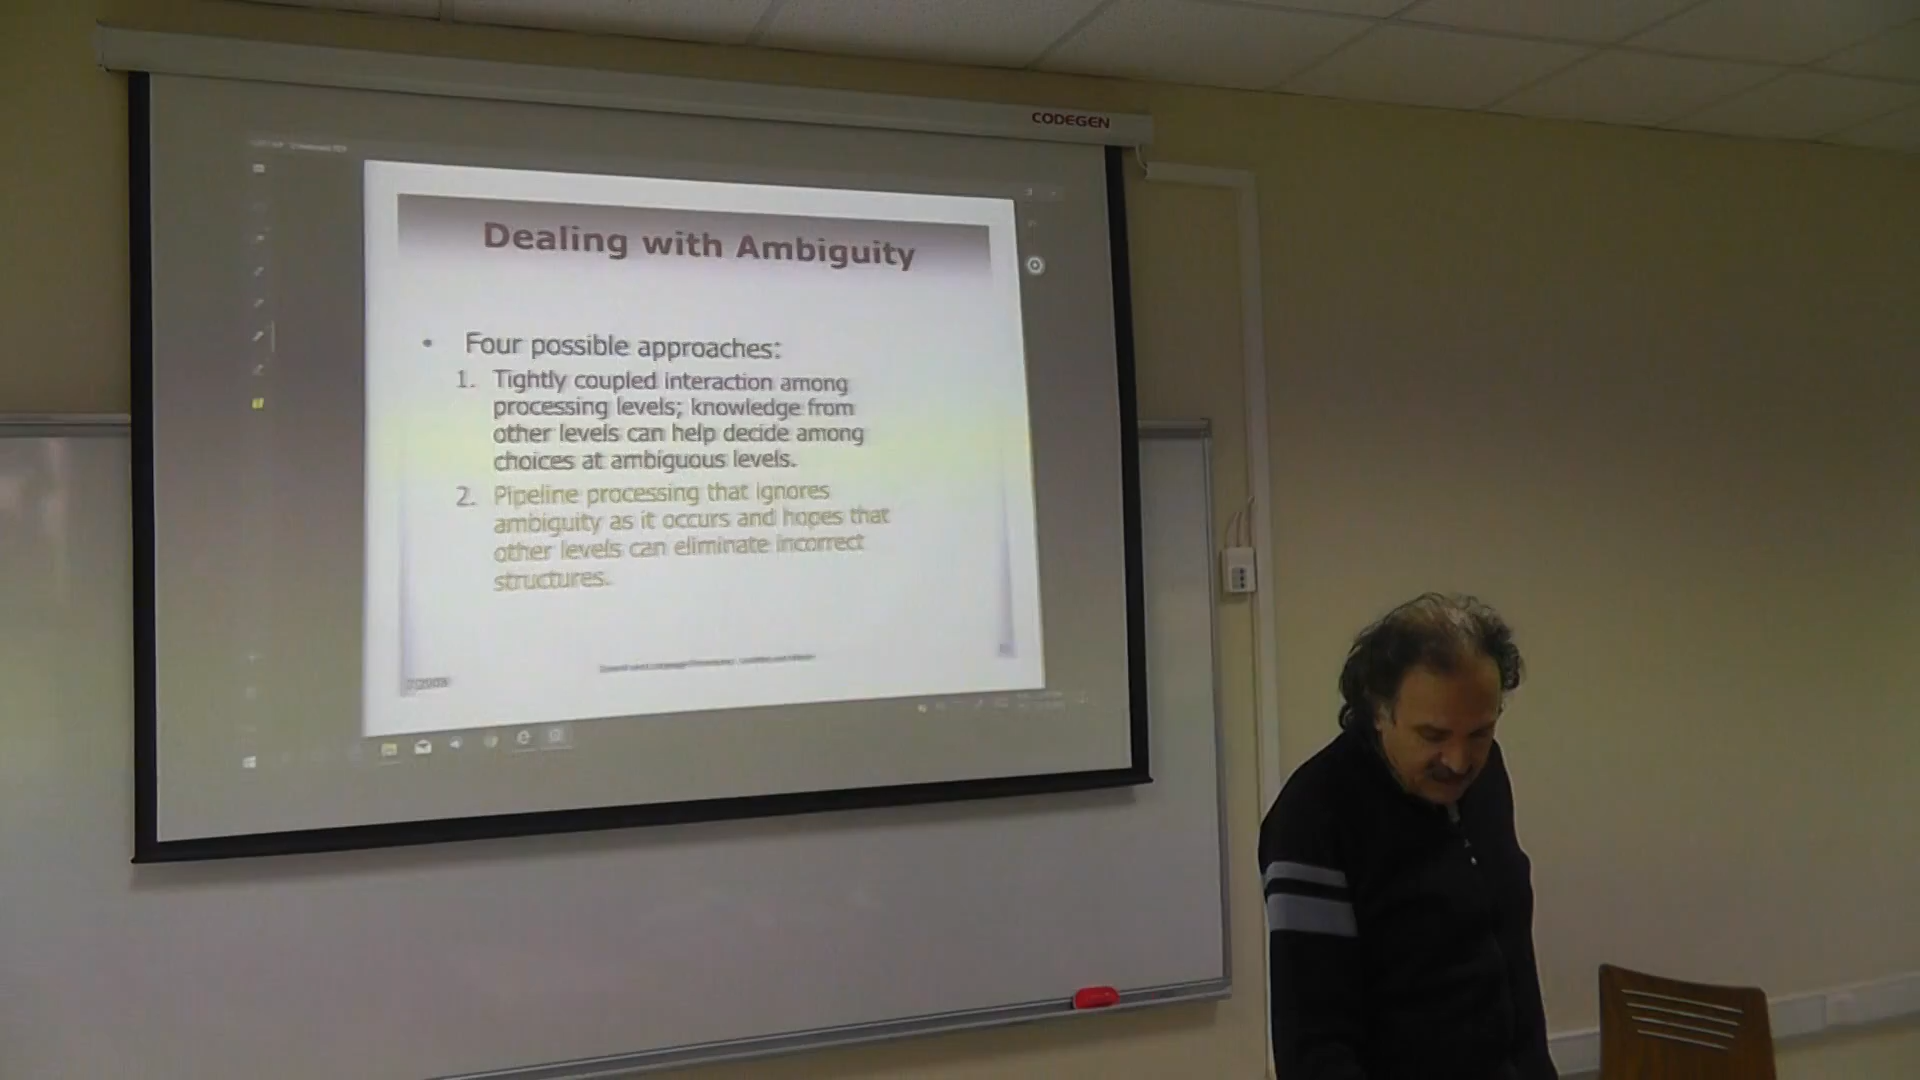 CODEGEN
Dealing with Ambiguity
• Four possible approaches:
1. Tightly coupled interaction among
processing levels; knowledge from
other levels can help decide among
choices at ambiguous levels.
2. Pipeline processing that ignores
ambiguity as it occurs and hopes that
other levels can eliminate incorrect
structures.